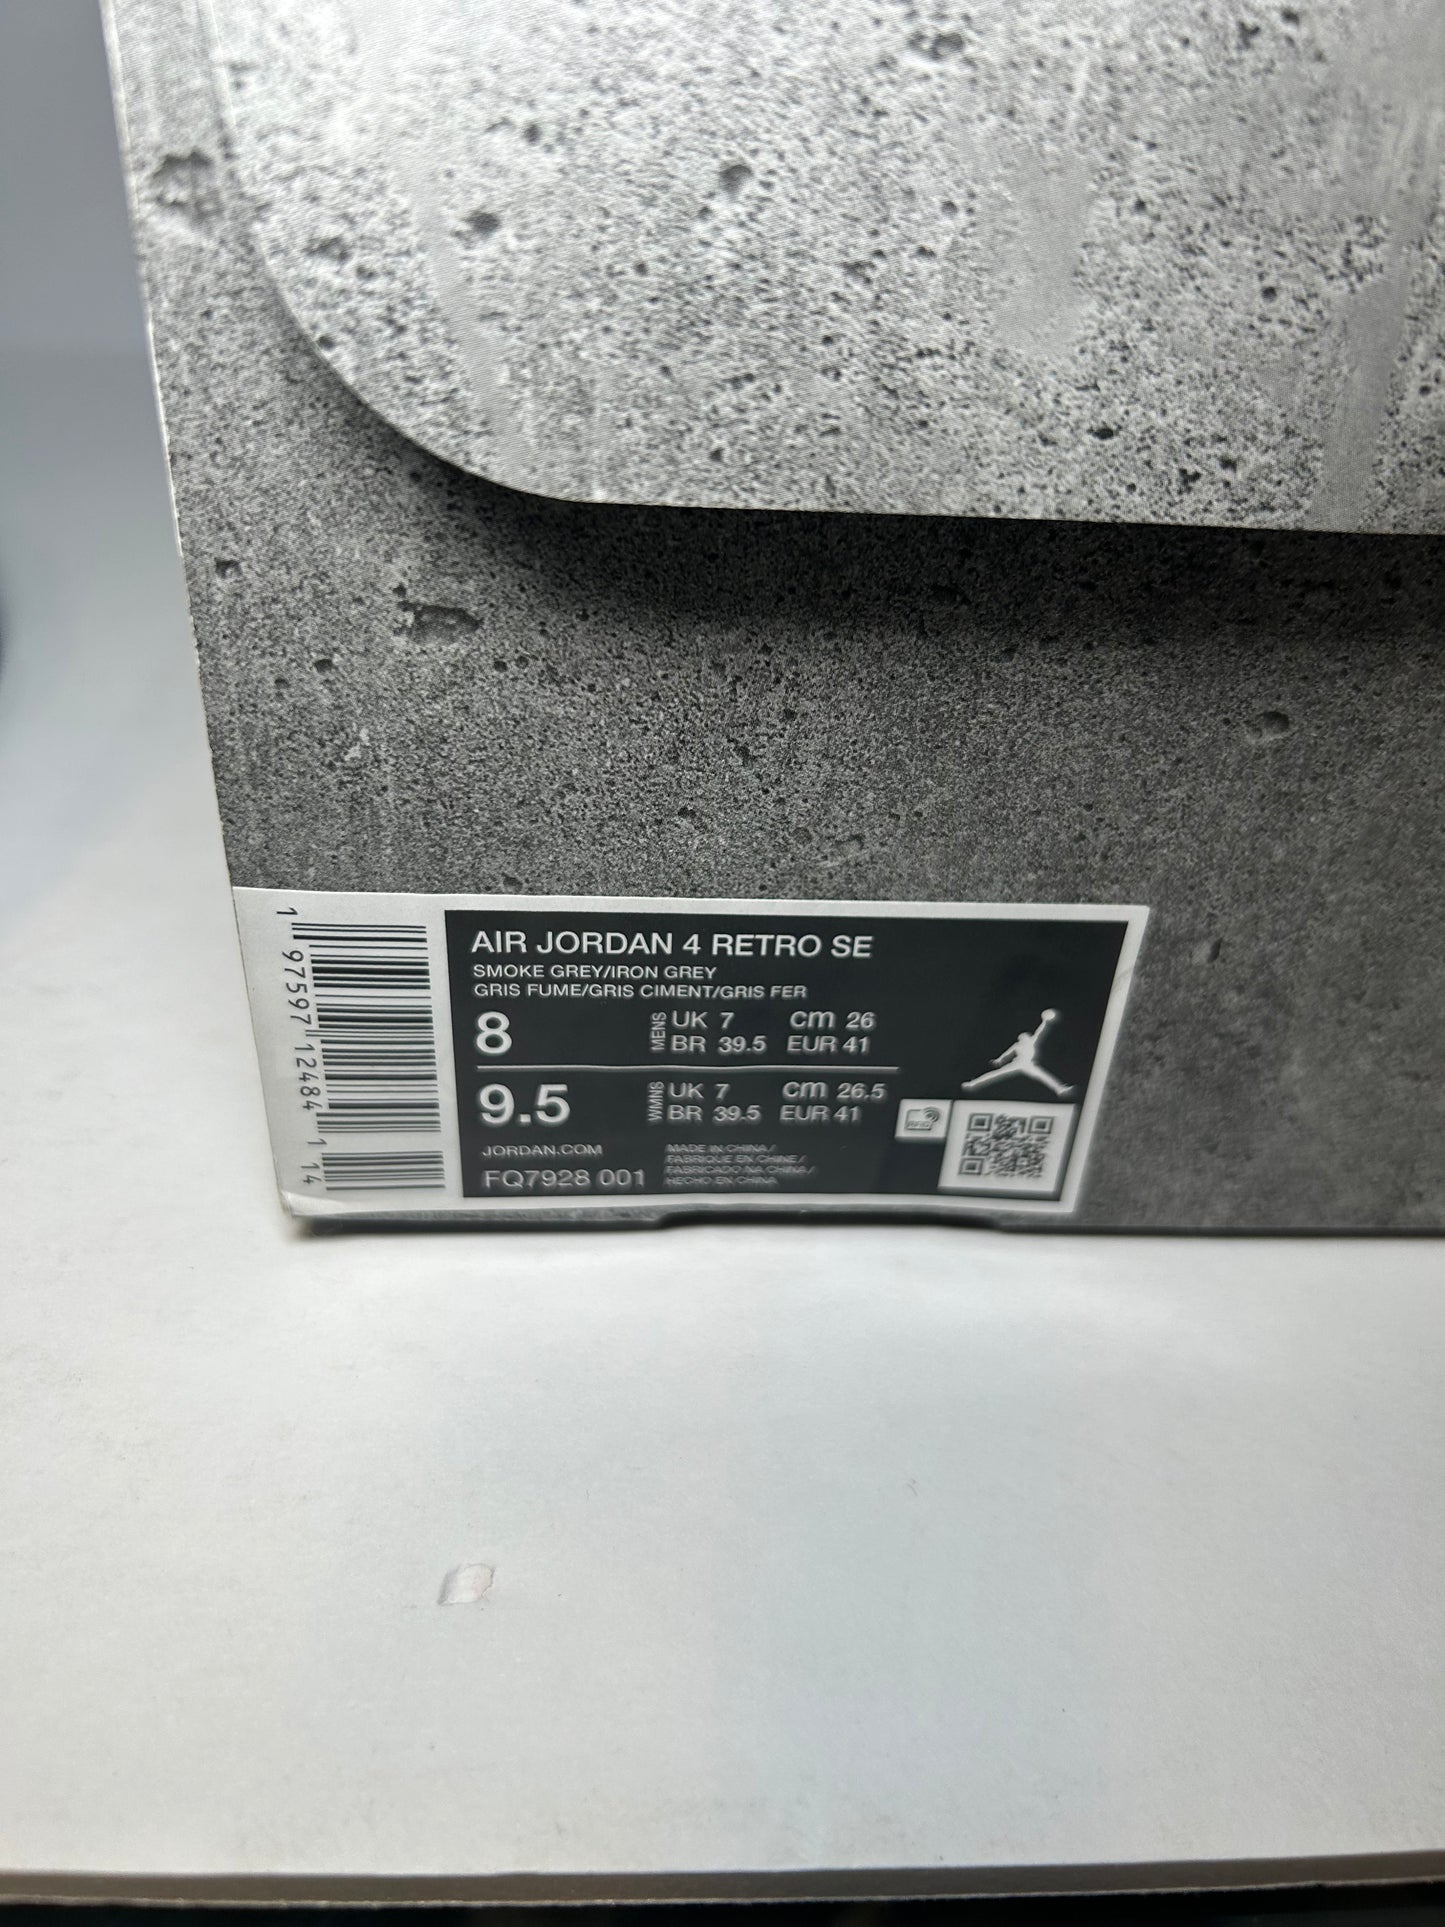 AIR JORDAN 4 RETRO SE
SMOKE GREY/IRON GREY
GRIS FUME/GRIS CIMENT/GRIS FER
8 MENS UK 7 cm 26
BR 39.5 EUR 41
9.5 WMNS UK 7 cm 26.5
BR 39.5 EUR 41
JORDAN.COM
FQ7928 001
MADE IN CHINA /
FABRIQUE EN CHINE/
FABRICADO NA CHINA/
HECHO EN CHINA
RFID
1 97597 12484 1 14